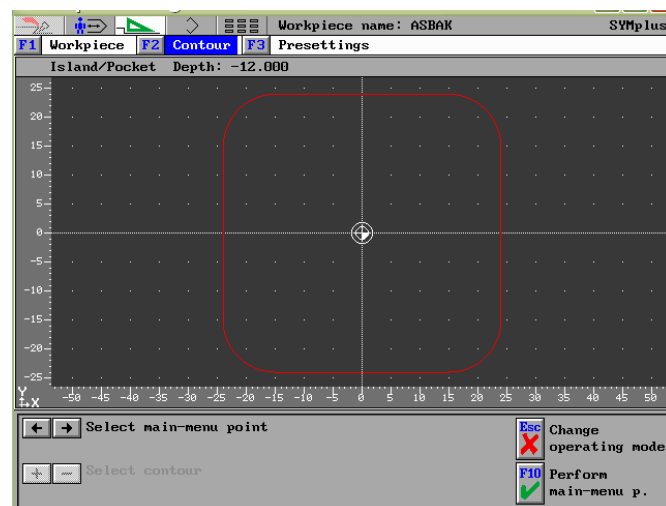 Workpiece name: ASBAK SYMplus
F1 Workpiece F2 Contour F3 Presettings
Island/Pocket Depth: -12.000
25
20
15
10
5
0
-5
-10
-15
-20
-25
Y
X
-50 -45 -40 -35 -30 -25 -20 -15 -10 -5 0 5 10 15 20 25 30 35 40 45 50
← → Select main-menu point
Esc Change
operating mode
+ - Select contour
F10 Perform
main-menu p.